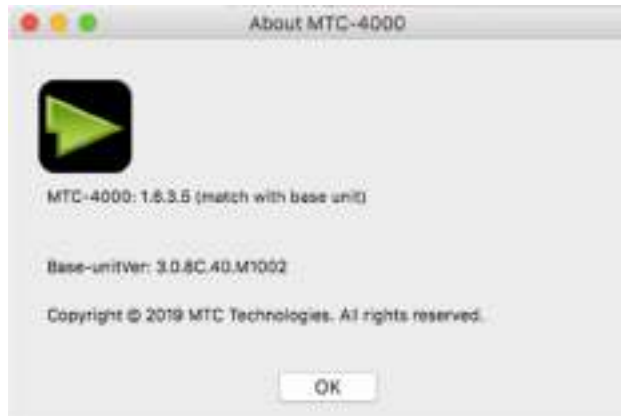 About MTC-4000
MTC-4000: 1.6.3.5 (match with base unit)
Base-unitVer: 3.0.8C.40.M1002
Copyright © 2019 MTC Technologies. All rights reserved.
OK